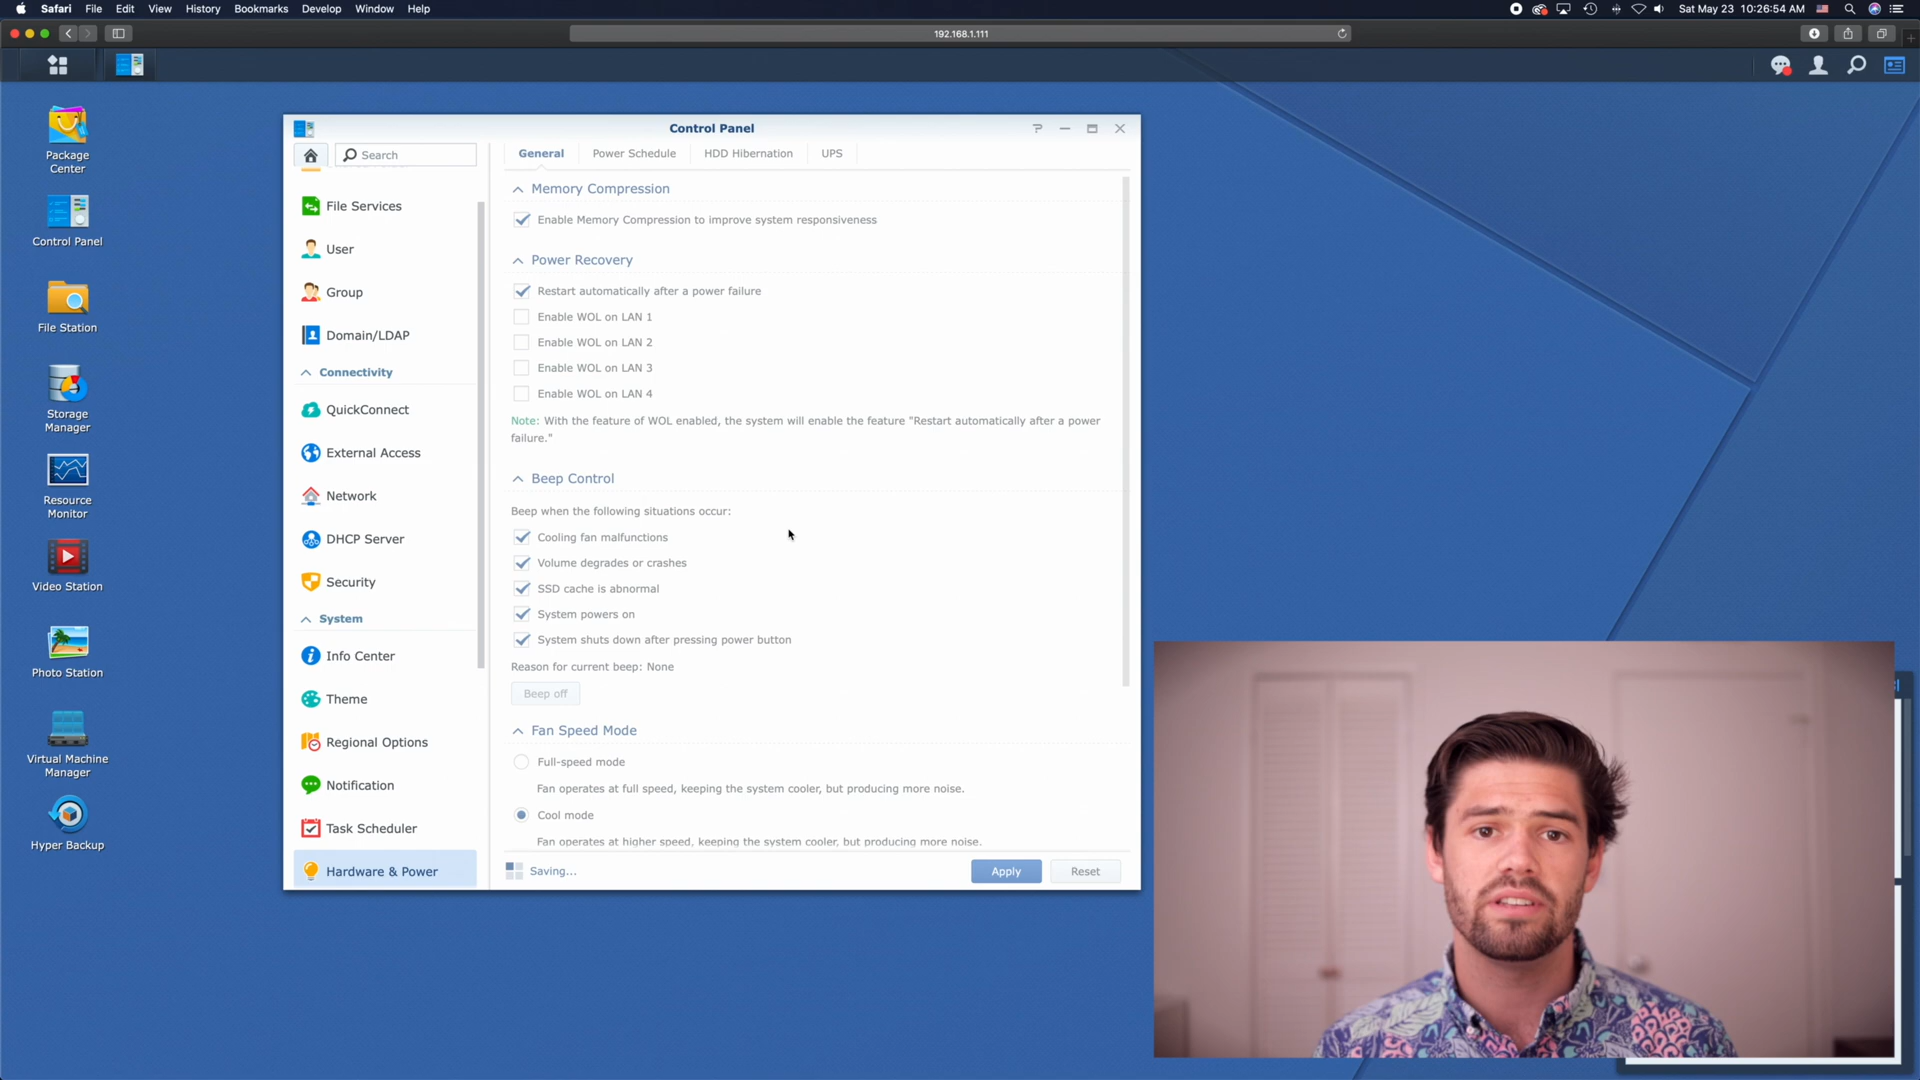 Safari File Edit View History Bookmarks Develop Window Help
Sat May 23 10:26:54 AM
192.168.1.111
Package
Center
Control Panel
File Station
Storage
Manager
Resource
Monitor
Video Station
Photo Station
Virtual Machine
Manager
Hyper Backup
Control Panel
Search
File Services
User
Group
Domain/LDAP
Connectivity
QuickConnect
External Access
Network
DHCP Server
Security
System
Info Center
Theme
Regional Options
Notification
Task Scheduler
Hardware & Power
General Power Schedule HDD Hibernation UPS
Memory Compression
Enable Memory Compression to improve system responsiveness
Power Recovery
Restart automatically after a power failure
Enable WOL on LAN 1
Enable WOL on LAN 2
Enable WOL on LAN 3
Enable WOL on LAN 4
Note: With the feature of WOL enabled, the system will enable the feature "Restart automatically after a power
failure."
Beep Control
Beep when the following situations occur:
Cooling fan malfunctions
Volume degrades or crashes
SSD cache is abnormal
System powers on
System shuts down after pressing power button
Reason for current beep: None
Beep off
Fan Speed Mode
Full-speed mode
Fan operates at full speed, keeping the system cooler, but producing more noise.
Cool mode
Fan operates at higher speed, keeping the system cooler, but producing more noise.
Saving...
Apply Reset